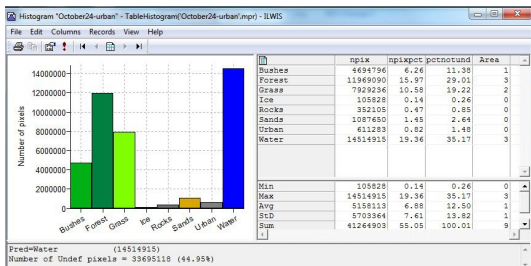 Histogram "October24-urban" - TableHistogram('October24-urban'.mpr) - ILWIS
File Edit Columns Records View Help
Number of pixels
14000000
12000000
10000000
8000000
6000000
4000000
2000000
0
Bushes Forest Grass Ice Rocks Sands Urban Water
npix npixpct pctnotund Area
Bushes 4694796 6.26 11.38 1
Forest 11969090 15.97 29.01 3
Grass 7929236 10.58 19.22 2
Ice 105828 0.14 0.26 0
Rocks 352105 0.47 0.85 0
Sands 1087650 1.45 2.64 0
Urban 611283 0.82 1.48 0
Water 14514915 19.36 35.17 3
Min 105828 0.14 0.26 0
Max 14514915 19.36 35.17 3
Avg 5158113 6.88 12.50 1
StD 5703364 7.61 13.82 1
Sum 41264903 55.05 100.01 9
Pred=Water (14514915)
Number of Undef pixels = 33695118 (44.95%)